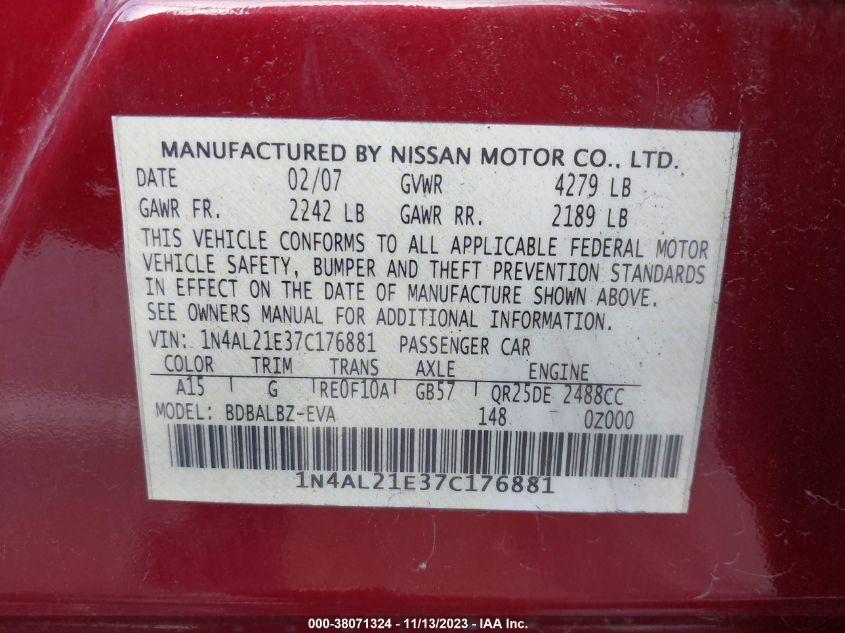 MANUFACTURED BY NISSAN MOTOR CO., LTD.
DATE 02/07 GVWR 4279 LB
GAWR FR. 2242 LB GAWR RR. 2189 LB
THIS VEHICLE CONFORMS TO ALL APPLICABLE FEDERAL MOTOR
VEHICLE SAFETY, BUMPER AND THEFT PREVENTION STANDARDS
IN EFFECT ON THE DATE OF MANUFACTURE SHOWN ABOVE.
SEE OWNERS MANUAL FOR ADDITIONAL INFORMATION.
VIN: 1N4AL21E37C176881 PASSENGER CAR
COLOR TRIM TRANS AXLE ENGINE
A15 G RE0F10A GB57 QR25DE 2488CC
MODEL: BDBALBZ-EVA 148 0Z000
1N4AL21E37C176881
000-38071324 - 11/13/2023 - IAA Inc.